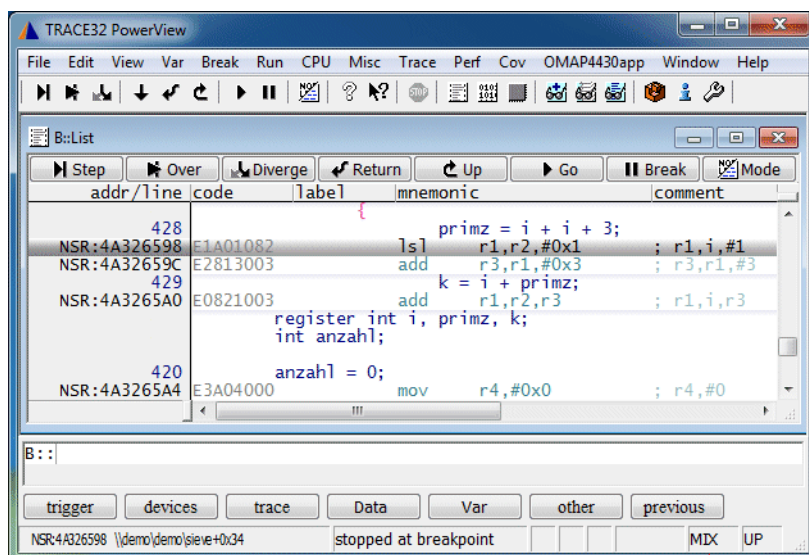 TRACE32 PowerView
File Edit View Var Break Run CPU Misc Trace Perf Cov OMAP4430app Window Help
B::List
Step Over Diverge Return Up Go Break Mode
addr/line code label mnemonic comment
{
428 primz = i + i + 3;
NSR:4A326598 E1A01082 lsl r1,r2,#0x1 ; r1,i,#1
NSR:4A32659C E2813003 add r3,r1,#0x3 ; r3,r1,#3
429 k = i + primz;
NSR:4A3265A0 E0821003 add r1,r2,r3 ; r1,i,r3
register int i, primz, k;
int anzahl;
420 anzahl = 0;
NSR:4A3265A4 E3A04000 mov r4,#0x0 ; r4,#0
B::
trigger devices trace Data Var other previous
NSR:4A326598 \\demo\demo\sieve+0x34 stopped at breakpoint MIX UP